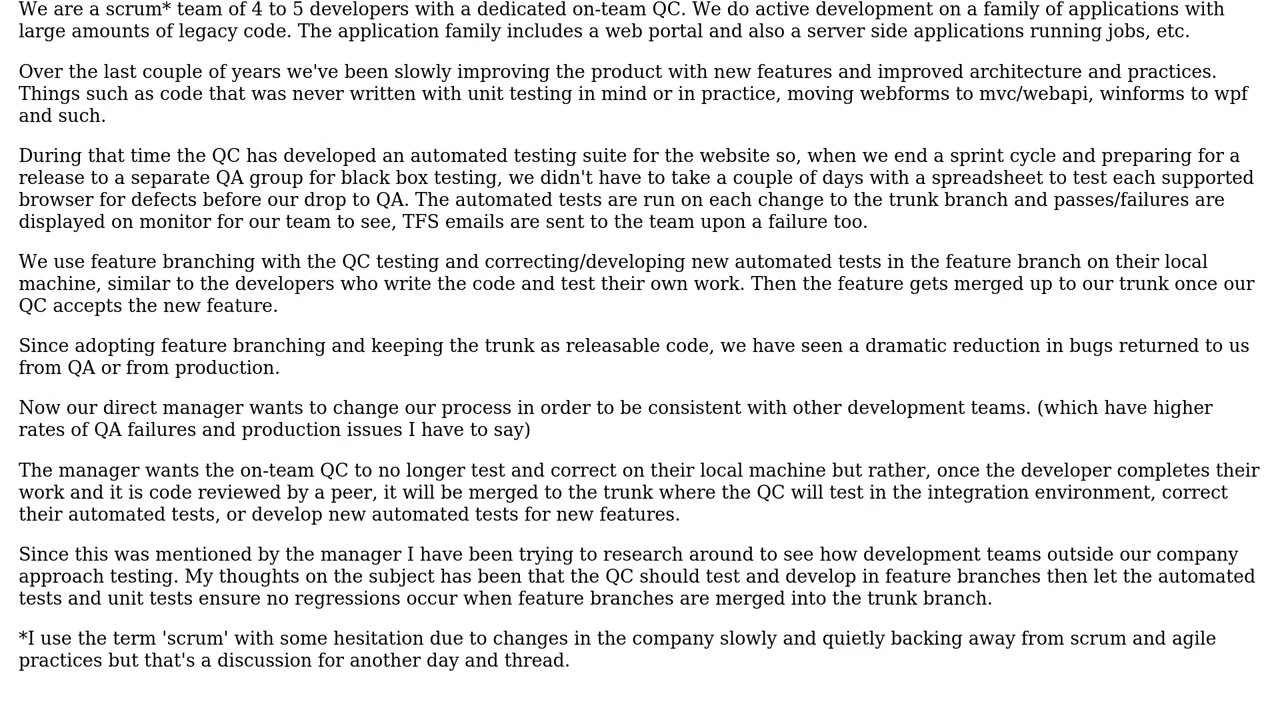 We are a scrum* team of 4 to 5 developers with a dedicated on-team QC. We do active development on a family of applications with
large amounts of legacy code. The application family includes a web portal and also a server side applications running jobs, etc.
Over the last couple of years we've been slowly improving the product with new features and improved architecture and practices.
Things such as code that was never written with unit testing in mind or in practice, moving webforms to mvc/webapi, winforms to wpf
and such.
During that time the QC has developed an automated testing suite for the website so, when we end a sprint cycle and preparing for a
release to a separate QA group for black box testing, we didn't have to take a couple of days with a spreadsheet to test each supported
browser for defects before our drop to QA. The automated tests are run on each change to the trunk branch and passes/failures are
displayed on monitor for our team to see, TFS emails are sent to the team upon a failure too.
We use feature branching with the QC testing and correcting/developing new automated tests in the feature branch on their local
machine, similar to the developers who write the code and test their own work. Then the feature gets merged up to our trunk once our
QC accepts the new feature.
Since adopting feature branching and keeping the trunk as releasable code, we have seen a dramatic reduction in bugs returned to us
from QA or from production.
Now our direct manager wants to change our process in order to be consistent with other development teams. (which have higher
rates of QA failures and production issues I have to say)
The manager wants the on-team QC to no longer test and correct on their local machine but rather, once the developer completes their
work and it is code reviewed by a peer, it will be merged to the trunk where the QC will test in the integration environment, correct
their automated tests, or develop new automated tests for new features.
Since this was mentioned by the manager I have been trying to research around to see how development teams outside our company
approach testing. My thoughts on the subject has been that the QC should test and develop in feature branches then let the automated
tests and unit tests ensure no regressions occur when feature branches are merged into the trunk branch.
*I use the term 'scrum' with some hesitation due to changes in the company slowly and quietly backing away from scrum and agile
practices but that's a discussion for another day and thread.